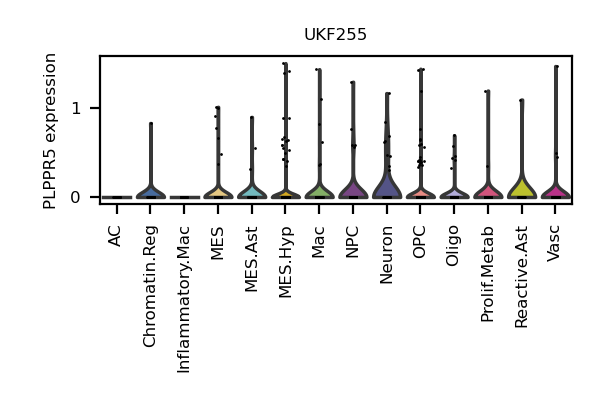 UKF255
PLPPR5 expression
1
0
AC
Chromatin.Reg
Inflammatory.Mac
MES
MES.Ast
MES.Hyp
Mac
NPC
Neuron
OPC
Oligo
Prolif.Metab
Reactive.Ast
Vasc